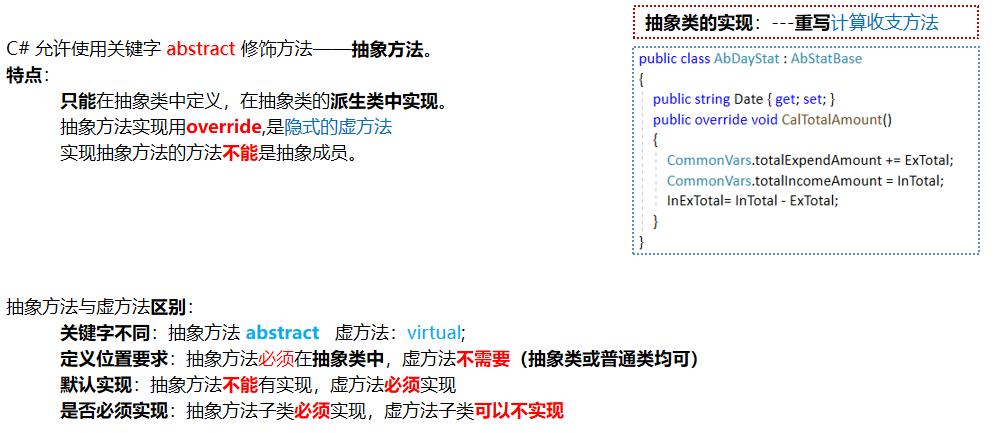 C# 允许使用关键字 abstract 修饰方法——抽象方法。
特点：
只能在抽象类中定义，在抽象类的派生类中实现。
抽象方法实现用override,是隐式的虚方法
实现抽象方法的方法不能是抽象成员。
抽象类的实现：---重写计算收支方法
public class AbDayStat : AbStatBase
{
public string Date { get; set; }
public override void CalTotalAmount()
{
CommonVars.totalExpendAmount += ExTotal;
CommonVars.totalIncomeAmount = InTotal;
InExTotal= InTotal - ExTotal;
}
}
抽象方法与虚方法区别：
关键字不同：抽象方法 abstract 虚方法：virtual;
定义位置要求：抽象方法必须在抽象类中，虚方法不需要（抽象类或普通类均可）
默认实现：抽象方法不能有实现，虚方法必须实现
是否必须实现：抽象方法子类必须实现，虚方法子类可以不实现